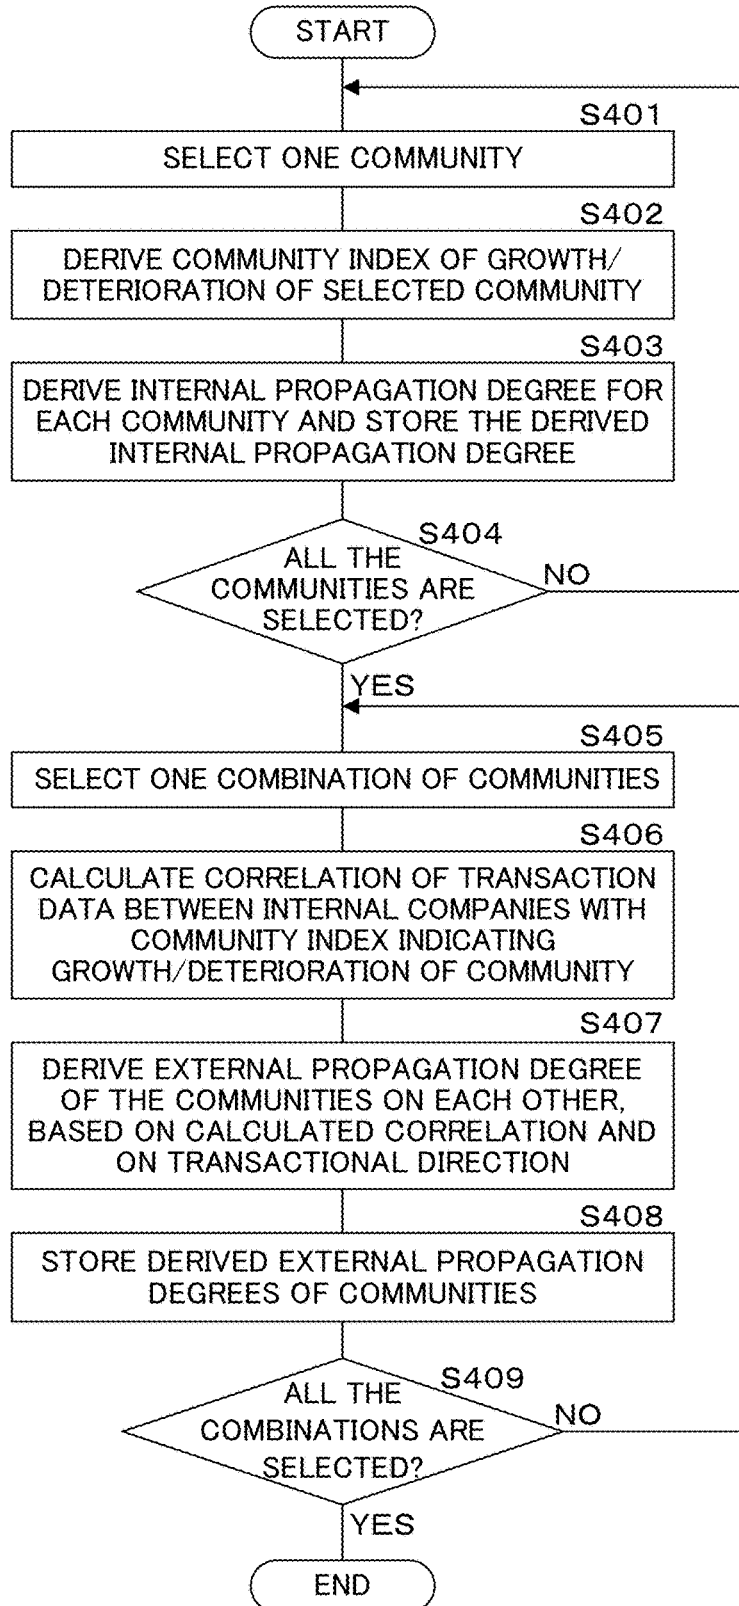 START
S401
SELECT ONE COMMUNITY
S402
DERIVE COMMUNITY INDEX OF GROWTH/
DETERIORATION OF SELECTED COMMUNITY
S403
DERIVE INTERNAL PROPAGATION DEGREE FOR
EACH COMMUNITY AND STORE THE DERIVED
INTERNAL PROPAGATION DEGREE
S404
ALL THE
COMMUNITIES ARE
SELECTED?
NO
YES
S405
SELECT ONE COMBINATION OF COMMUNITIES
S406
CALCULATE CORRELATION OF TRANSACTION
DATA BETWEEN INTERNAL COMPANIES WITH
COMMUNITY INDEX INDICATING
GROWTH/DETERIORATION OF COMMUNITY
S407
DERIVE EXTERNAL PROPAGATION DEGREE
OF THE COMMUNITIES ON EACH OTHER,
BASED ON CALCULATED CORRELATION AND
ON TRANSACTIONAL DIRECTION
S408
STORE DERIVED EXTERNAL PROPAGATION
DEGREES OF COMMUNITIES
S409
ALL THE
COMBINATIONS ARE
SELECTED?
NO
YES
END